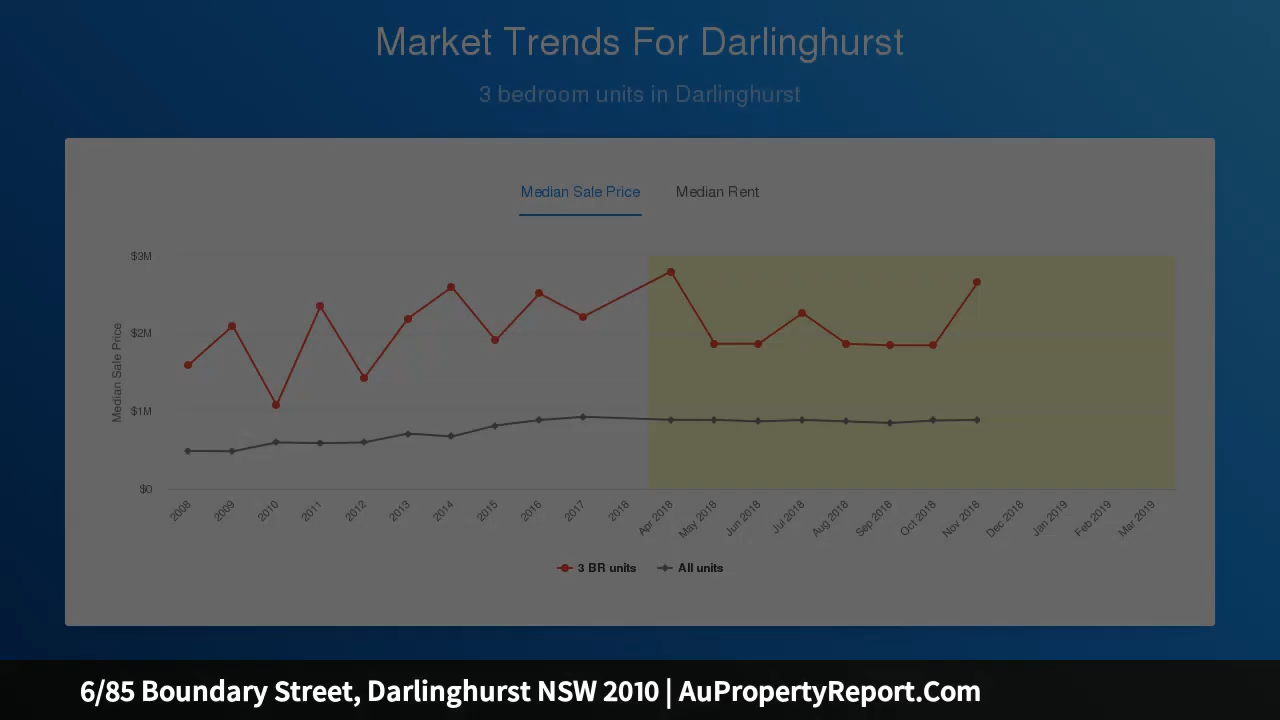 Market Trends For Darlinghurst
3 bedroom units in Darlinghurst
Median Sale Price Median Rent
$3M
$2M
$1M
$0
Median Sale Price
2008 2009 2010 2011 2012 2013 2014 2015 2016 2017 2018 Apr 2018 May 2018 Jun 2018 Jul 2018 Aug 2018 Sep 2018 Oct 2018 Nov 2018 Dec 2018 Jan 2019 Feb 2019 Mar 2019
3 BR units All units
6/85 Boundary Street, Darlinghurst NSW 2010 | AuPropertyReport.Com